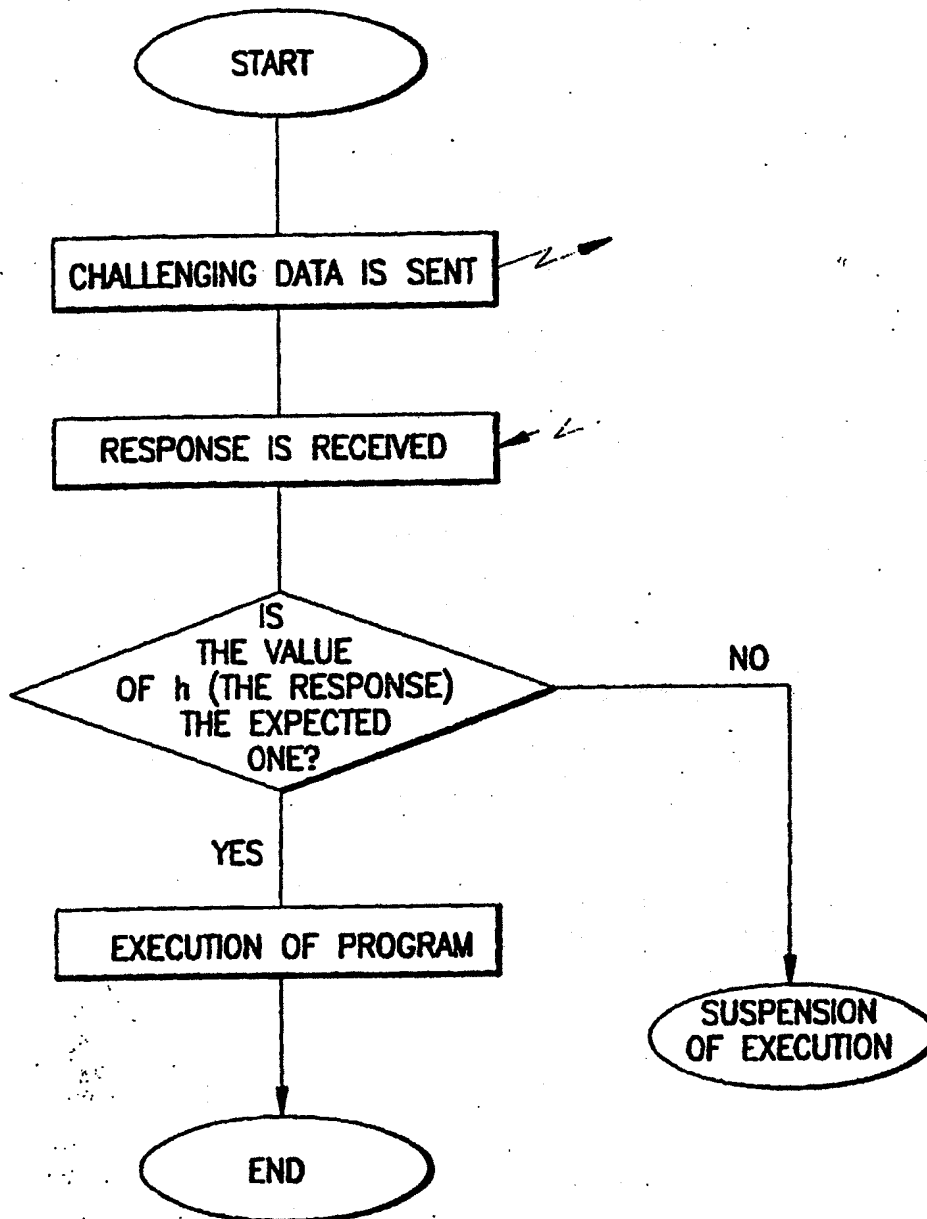 START
CHALLENGING DATA IS SENT
RESPONSE IS RECEIVED
IS
THE VALUE
OF h (THE RESPONSE)
THE EXPECTED
ONE?
NO
YES
EXECUTION OF PROGRAM
SUSPENSION
OF EXECUTION
END